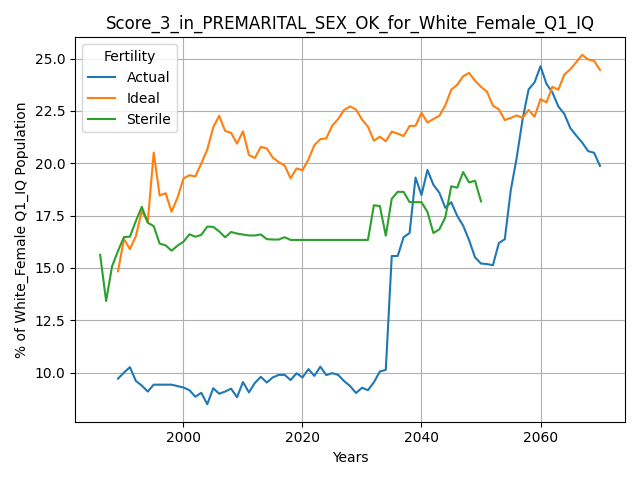 Score_3_in_PREMARITAL_SEX_OK_for_White_Female_Q1_IQ
Fertility
Actual
Ideal
Sterile
% of White_Female Q1_IQ Population
25.0
22.5
20.0
17.5
15.0
12.5
10.0
2000 2020 2040 2060
Years